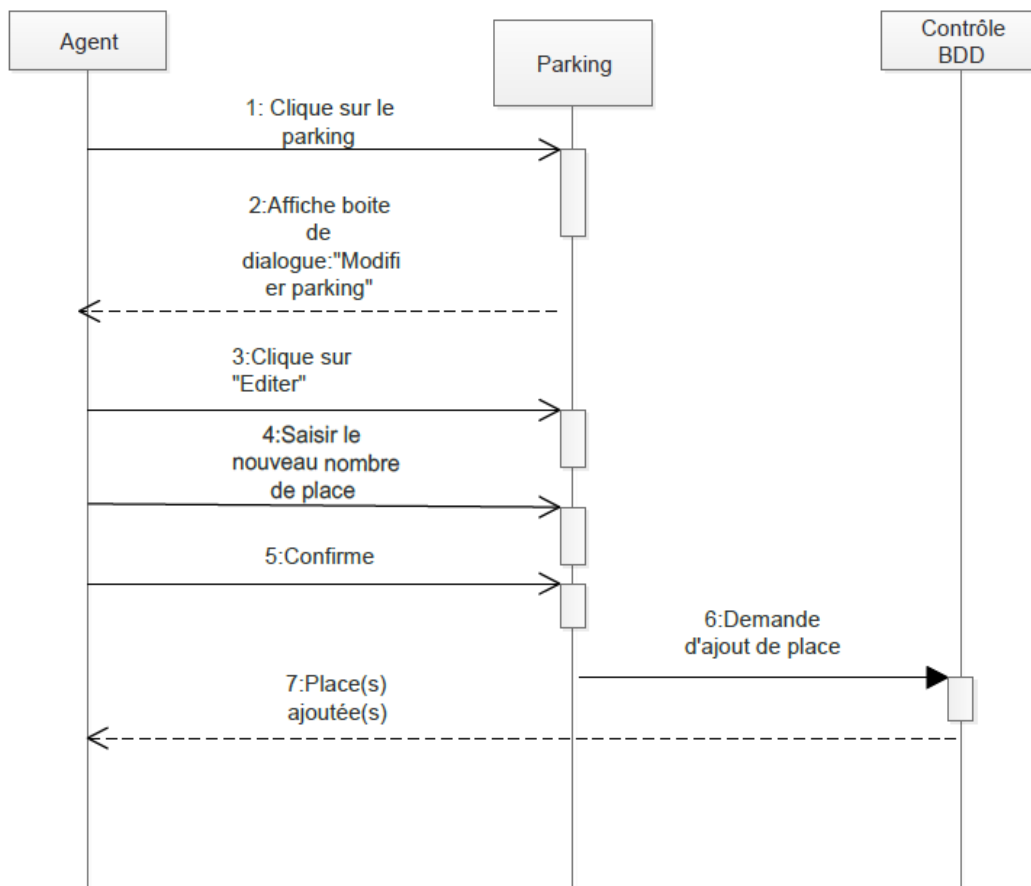 Agent
Parking
Contrôle
BDD
1: Clique sur le
parking
2:Affiche boite
de
dialogue:"Modifi
er parking"
3:Clique sur
"Editer"
4:Saisir le
nouveau nombre
de place
5:Confirme
6:Demande
d'ajout de place
7:Place(s)
ajoutée(s)